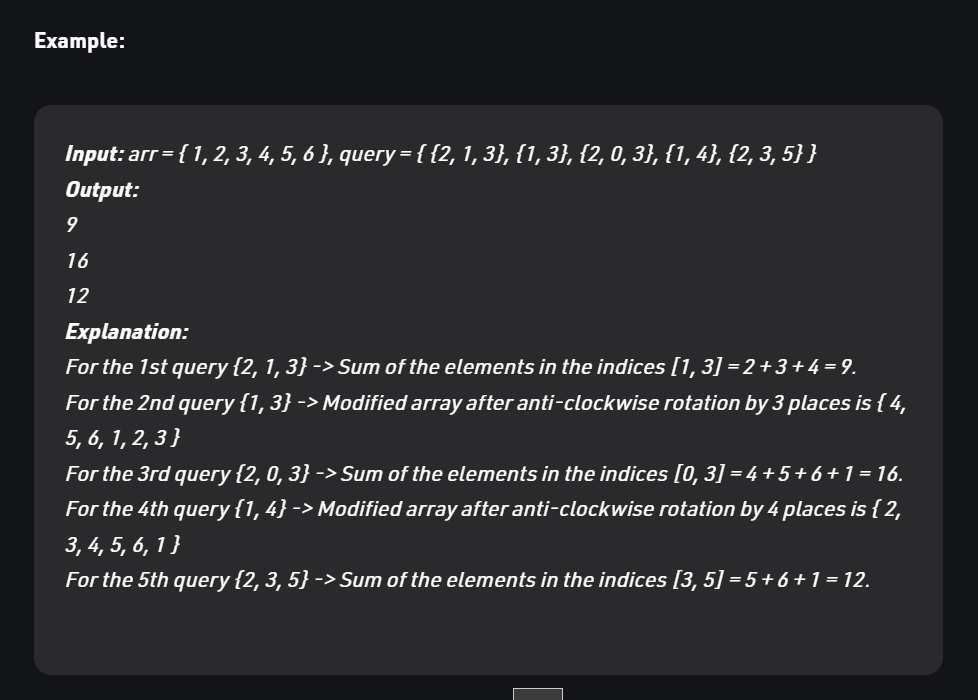 Example:
Input: arr = { 1, 2, 3, 4, 5, 6 }, query = { {2, 1, 3}, {1, 3}, {2, 0, 3}, {1, 4}, {2, 3, 5} }
Output:
9
16
12
Explanation:
For the 1st query {2, 1, 3} -> Sum of the elements in the indices [1, 3] = 2 + 3 + 4 = 9.
For the 2nd query {1, 3} -> Modified array after anti-clockwise rotation by 3 places is { 4,
5, 6, 1, 2, 3 }
For the 3rd query {2, 0, 3} -> Sum of the elements in the indices [0, 3] = 4 + 5 + 6 + 1 = 16.
For the 4th query {1, 4} -> Modified array after anti-clockwise rotation by 4 places is { 2,
3, 4, 5, 6, 1 }
For the 5th query {2, 3, 5} -> Sum of the elements in the indices [3, 5] = 5 + 6 + 1 = 12.